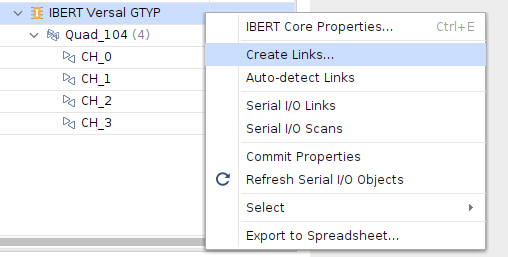 IBERT Versal GTYP
Quad_104 (4)
CH_0
CH_1
CH_2
CH_3
IBERT Core Properties... Ctrl+E
Create Links...
Auto-detect Links
Serial I/O Links
Serial I/O Scans
Commit Properties
Refresh Serial I/O Objects
Select
Export to Spreadsheet...